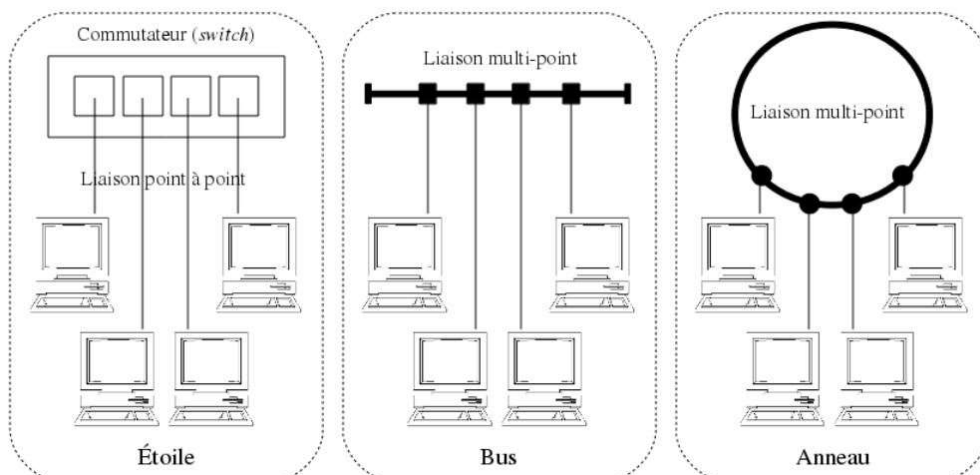 Commutateur (switch)
Liaison point à point
Étoile
Liaison multi-point
Bus
Liaison multi-point
Anneau